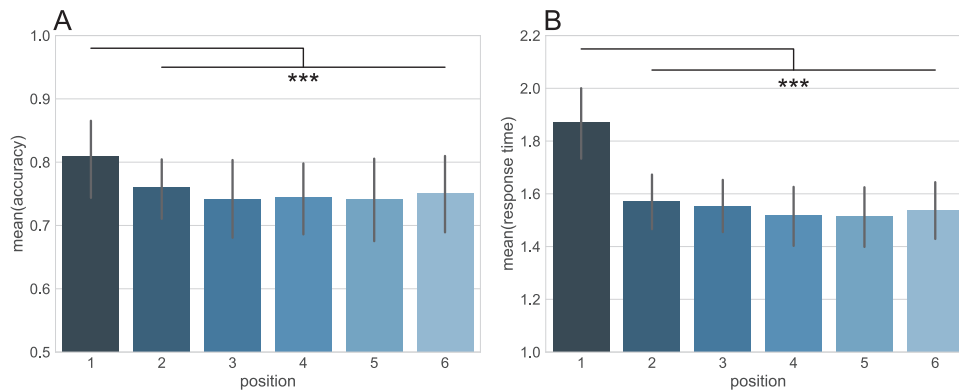 A
1.0
0.9
0.8
0.7
0.6
0.5
mean(accuracy)
***
1 2 3 4 5 6
position
B
2.2
2.0
1.8
1.6
1.4
1.2
1.0
mean(response time)
***
1 2 3 4 5 6
position